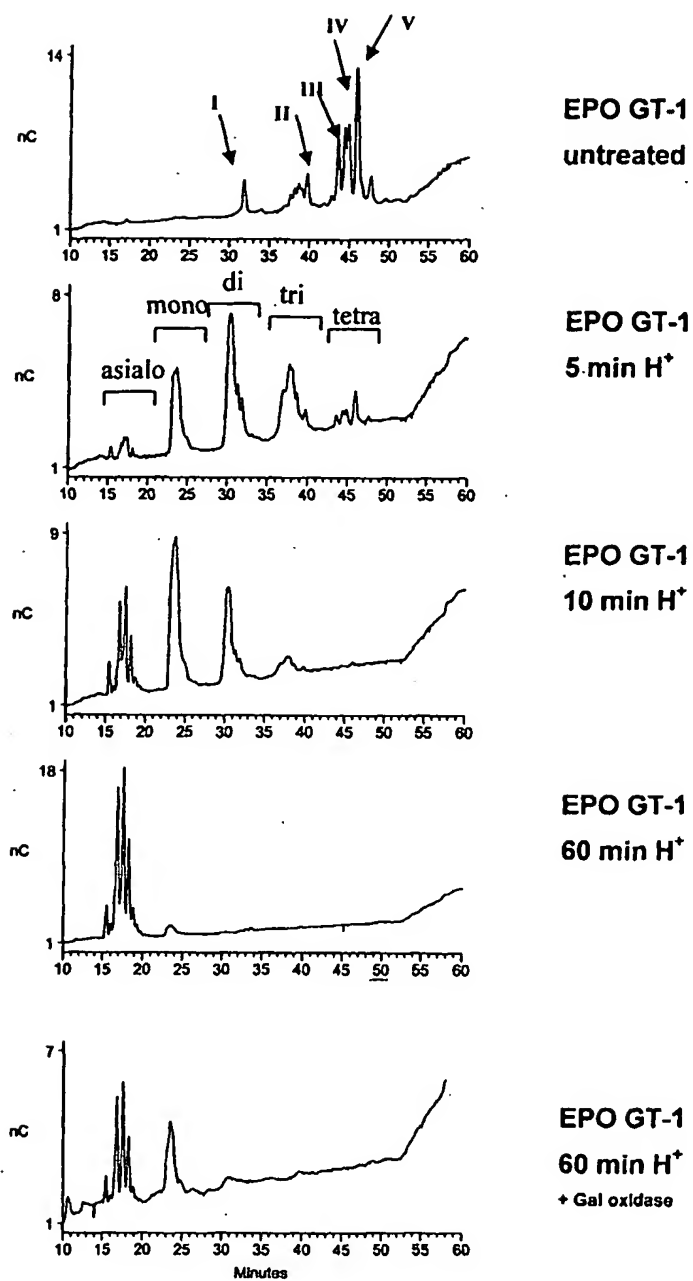 IV V
III
I
II
14
nC
1
10 15 20 25 30 35 40 45 50 55 60
EPO GT-1
untreated
di
mono tri
tetra
asialo
8
nC
1
10 15 20 25 30 35 40 45 50 55 60
EPO GT-1
5 min H⁺
9
nC
1
10 15 20 25 30 35 40 45 50 55 60
EPO GT-1
10 min H⁺
18
nC
1
10 15 20 25 30 35 40 45 50 55 60
EPO GT-1
60 min H⁺
7
nC
1
10 15 20 25 30 35 40 45 50 55 60
Minutes
EPO GT-1
60 min H⁺
+ Gal oxidase